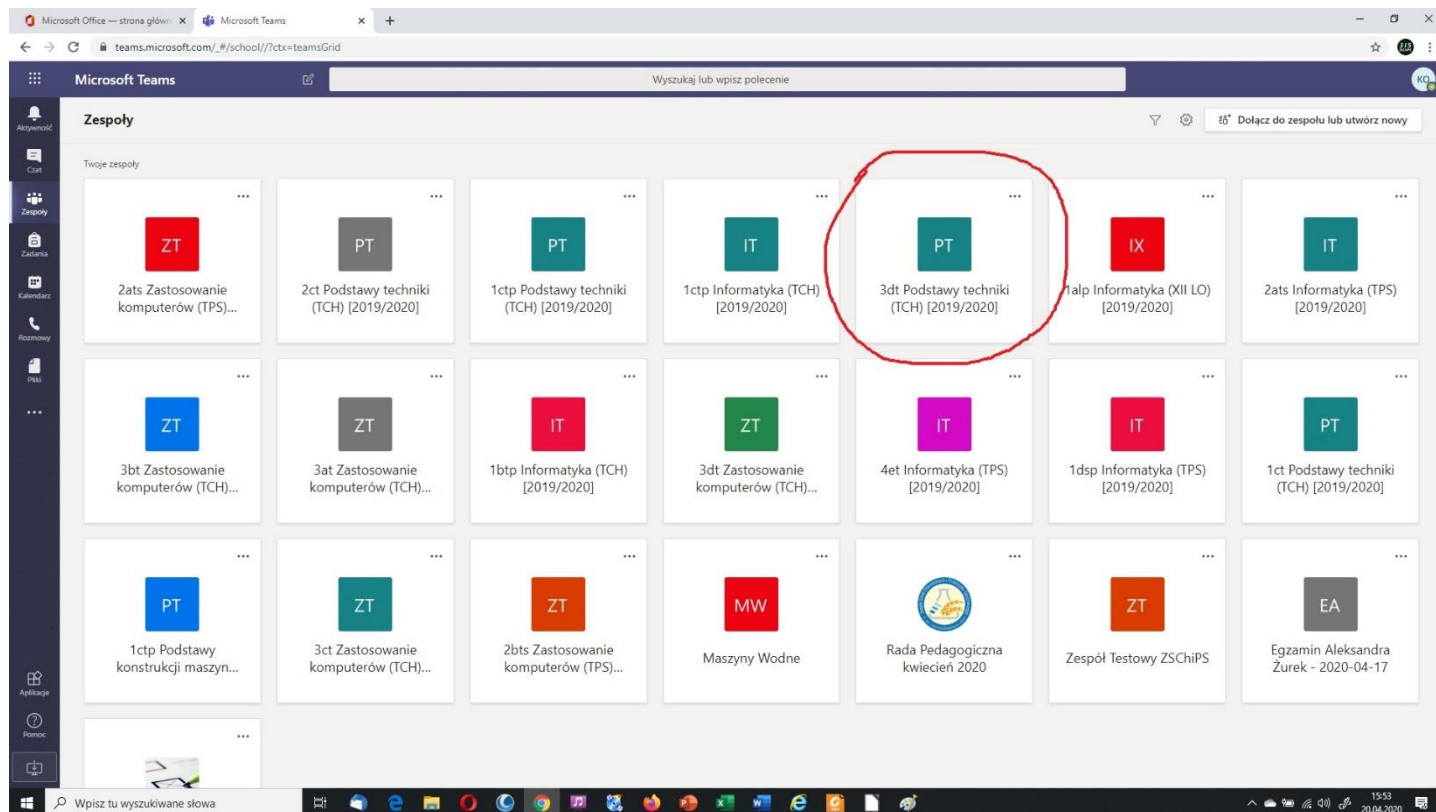 Microsoft Office — strona główn
Microsoft Teams
teams.microsoft.com/_#/school//?ctx=teamsGrid
Microsoft Teams
Wyszukaj lub wpisz polecenie
KO
Aktywność
Czat
Zespoły
Zadania
Kalendarz
Rozmowy
Pliki
Aplikacje
Pomoc
Zespoły
Dołącz do zespołu lub utwórz nowy
Twoje zespoły
ZT
2ats Zastosowanie
komputerów (TPS)...
PT
2ct Podstawy techniki
(TCH) [2019/2020]
PT
1ctp Podstawy techniki
(TCH) [2019/2020]
IT
1ctp Informatyka (TCH)
[2019/2020]
PT
3dt Podstawy techniki
(TCH) [2019/2020]
IX
1alp Informatyka (XII LO)
[2019/2020]
IT
2ats Informatyka (TPS)
[2019/2020]
ZT
3bt Zastosowanie
komputerów (TCH)...
ZT
3at Zastosowanie
komputerów (TCH)...
IT
1btp Informatyka (TCH)
[2019/2020]
ZT
3dt Zastosowanie
komputerów (TCH)...
IT
4et Informatyka (TPS)
[2019/2020]
IT
1dsp Informatyka (TPS)
[2019/2020]
PT
1ct Podstawy techniki
(TCH) [2019/2020]
PT
1ctp Podstawy
konstrukcji maszyn...
ZT
3ct Zastosowanie
komputerów (TCH)...
ZT
2bts Zastosowanie
komputerów (TPS)...
MW
Maszyny Wodne
Rada Pedagogiczna
kwiecień 2020
ZT
Zespół Testowy ZSChiPS
EA
Egzamin Aleksandra
Żurek - 2020-04-17
Wpisz tu wyszukiwane słowa
15:53
20.04.2020